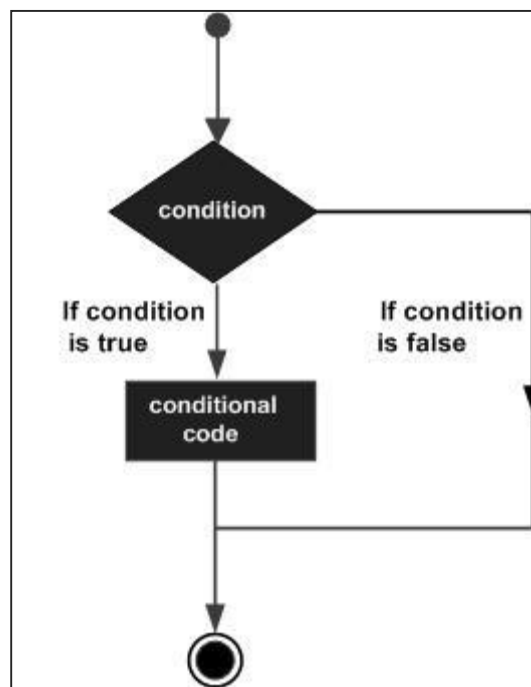 condition
If condition
is true
If condition
is false
conditional
code